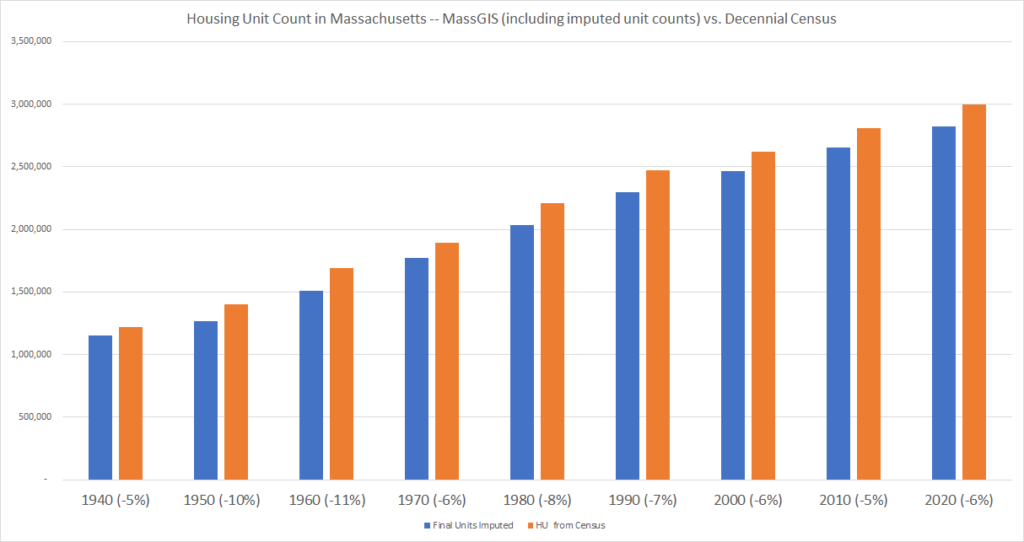 Housing Unit Count in Massachusetts -- MassGIS (including imputed unit counts) vs. Decennial Census
3,500,000
3,000,000
2,500,000
2,000,000
1,500,000
1,000,000
500,000
-
1940 (-5%) 1950 (-10%) 1960 (-11%) 1970 (-6%) 1980 (-8%) 1990 (-7%) 2000 (-6%) 2010 (-5%) 2020 (-6%)
Final Units Imputed HU from Census